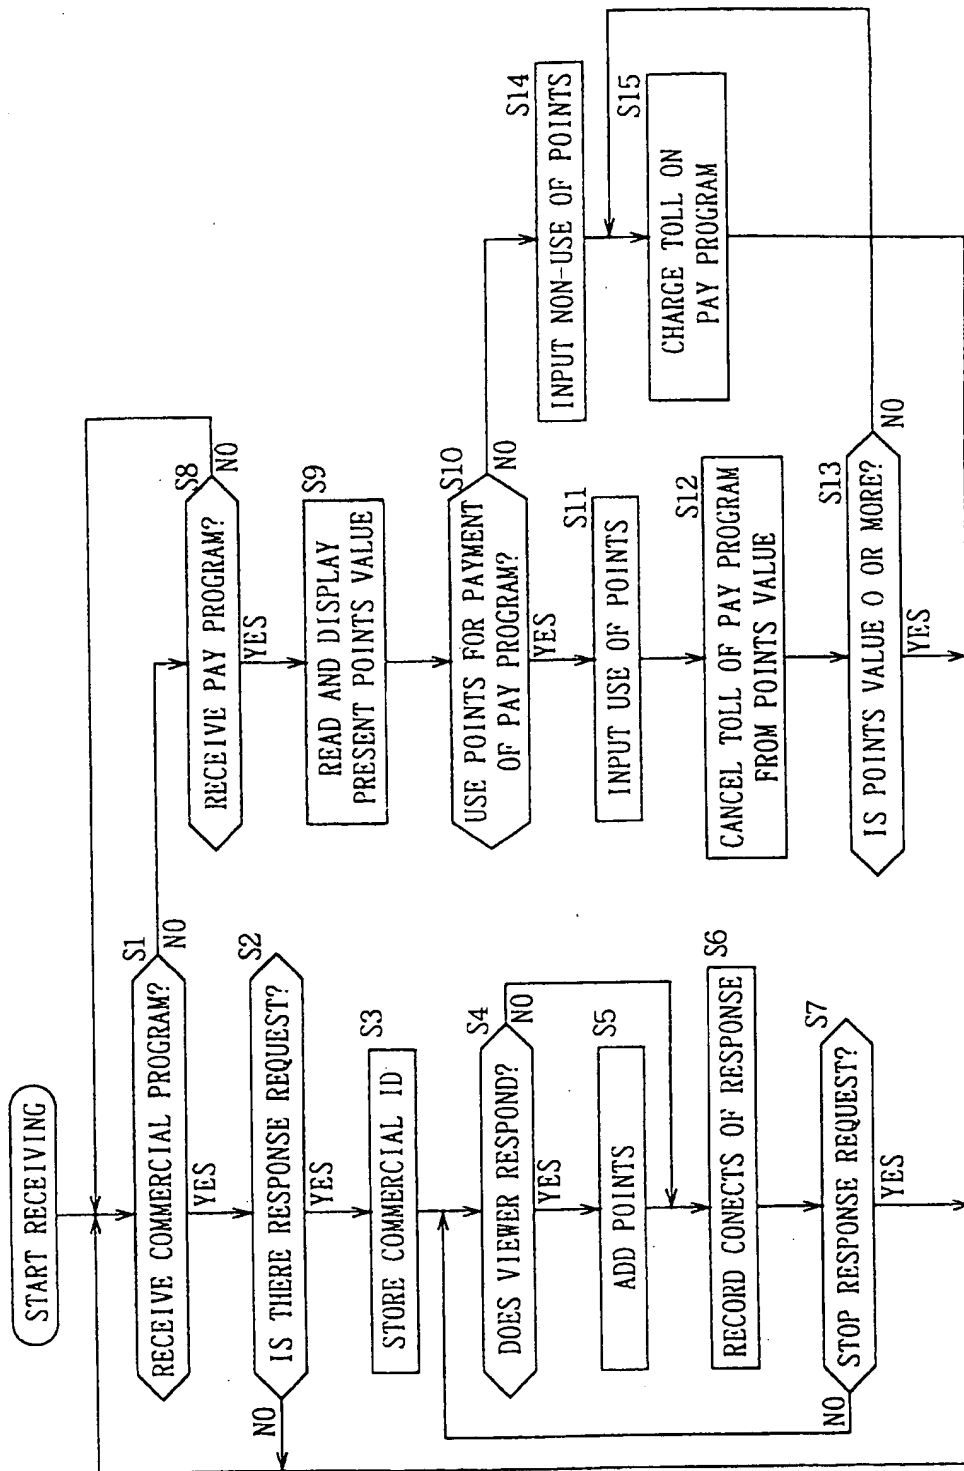 START RECEIVING
S1
RECEIVE COMMERCIAL PROGRAM?
NO
YES
S2
IS THERE RESPONSE REQUEST?
NO
YES
S3
STORE COMMERCIAL ID
S4
DOES VIEWER RESPOND?
NO
YES
S5
ADD POINTS
S6
RECORD CONECTS OF RESPONSE
S7
STOP RESPONSE REQUEST?
NO
YES
S8
RECEIVE PAY PROGRAM?
NO
YES
S9
READ AND DISPLAY
PRESENT POINTS VALUE
S10
USE POINTS FOR PAYMENT
OF PAY PROGRAM?
NO
YES
S11
INPUT USE OF POINTS
S12
CANCEL TOLL OF PAY PROGRAM
FROM POINTS VALUE
S13
IS POINTS VALUE O OR MORE?
NO
YES
S14
INPUT NON-USE OF POINTS
S15
CHARGE TOLL ON
PAY PROGRAM